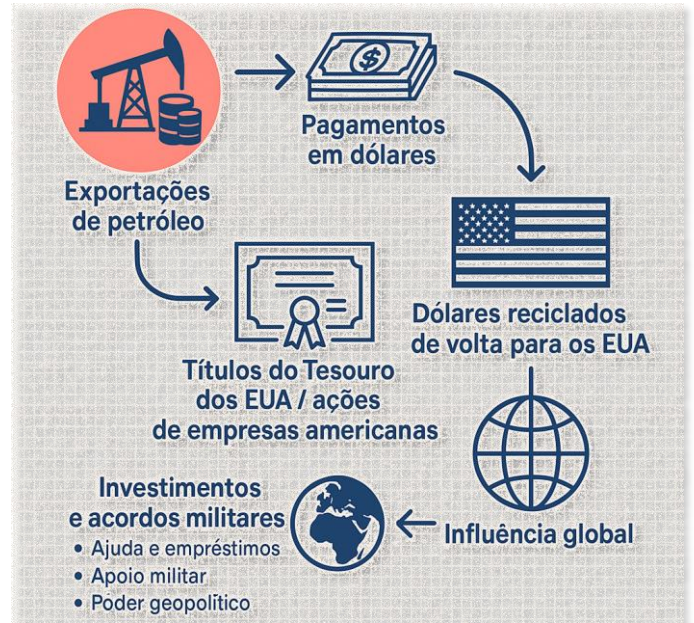 Pagamentos
em dólares
Exportações
de petróleo
Dólares reciclados
de volta para os EUA
Títulos do Tesouro
dos EUA / ações
de empresas americanas
Influência global
Investimentos
e acordos militares
• Ajuda e empréstimos
• Apoio militar
• Poder geopolítico